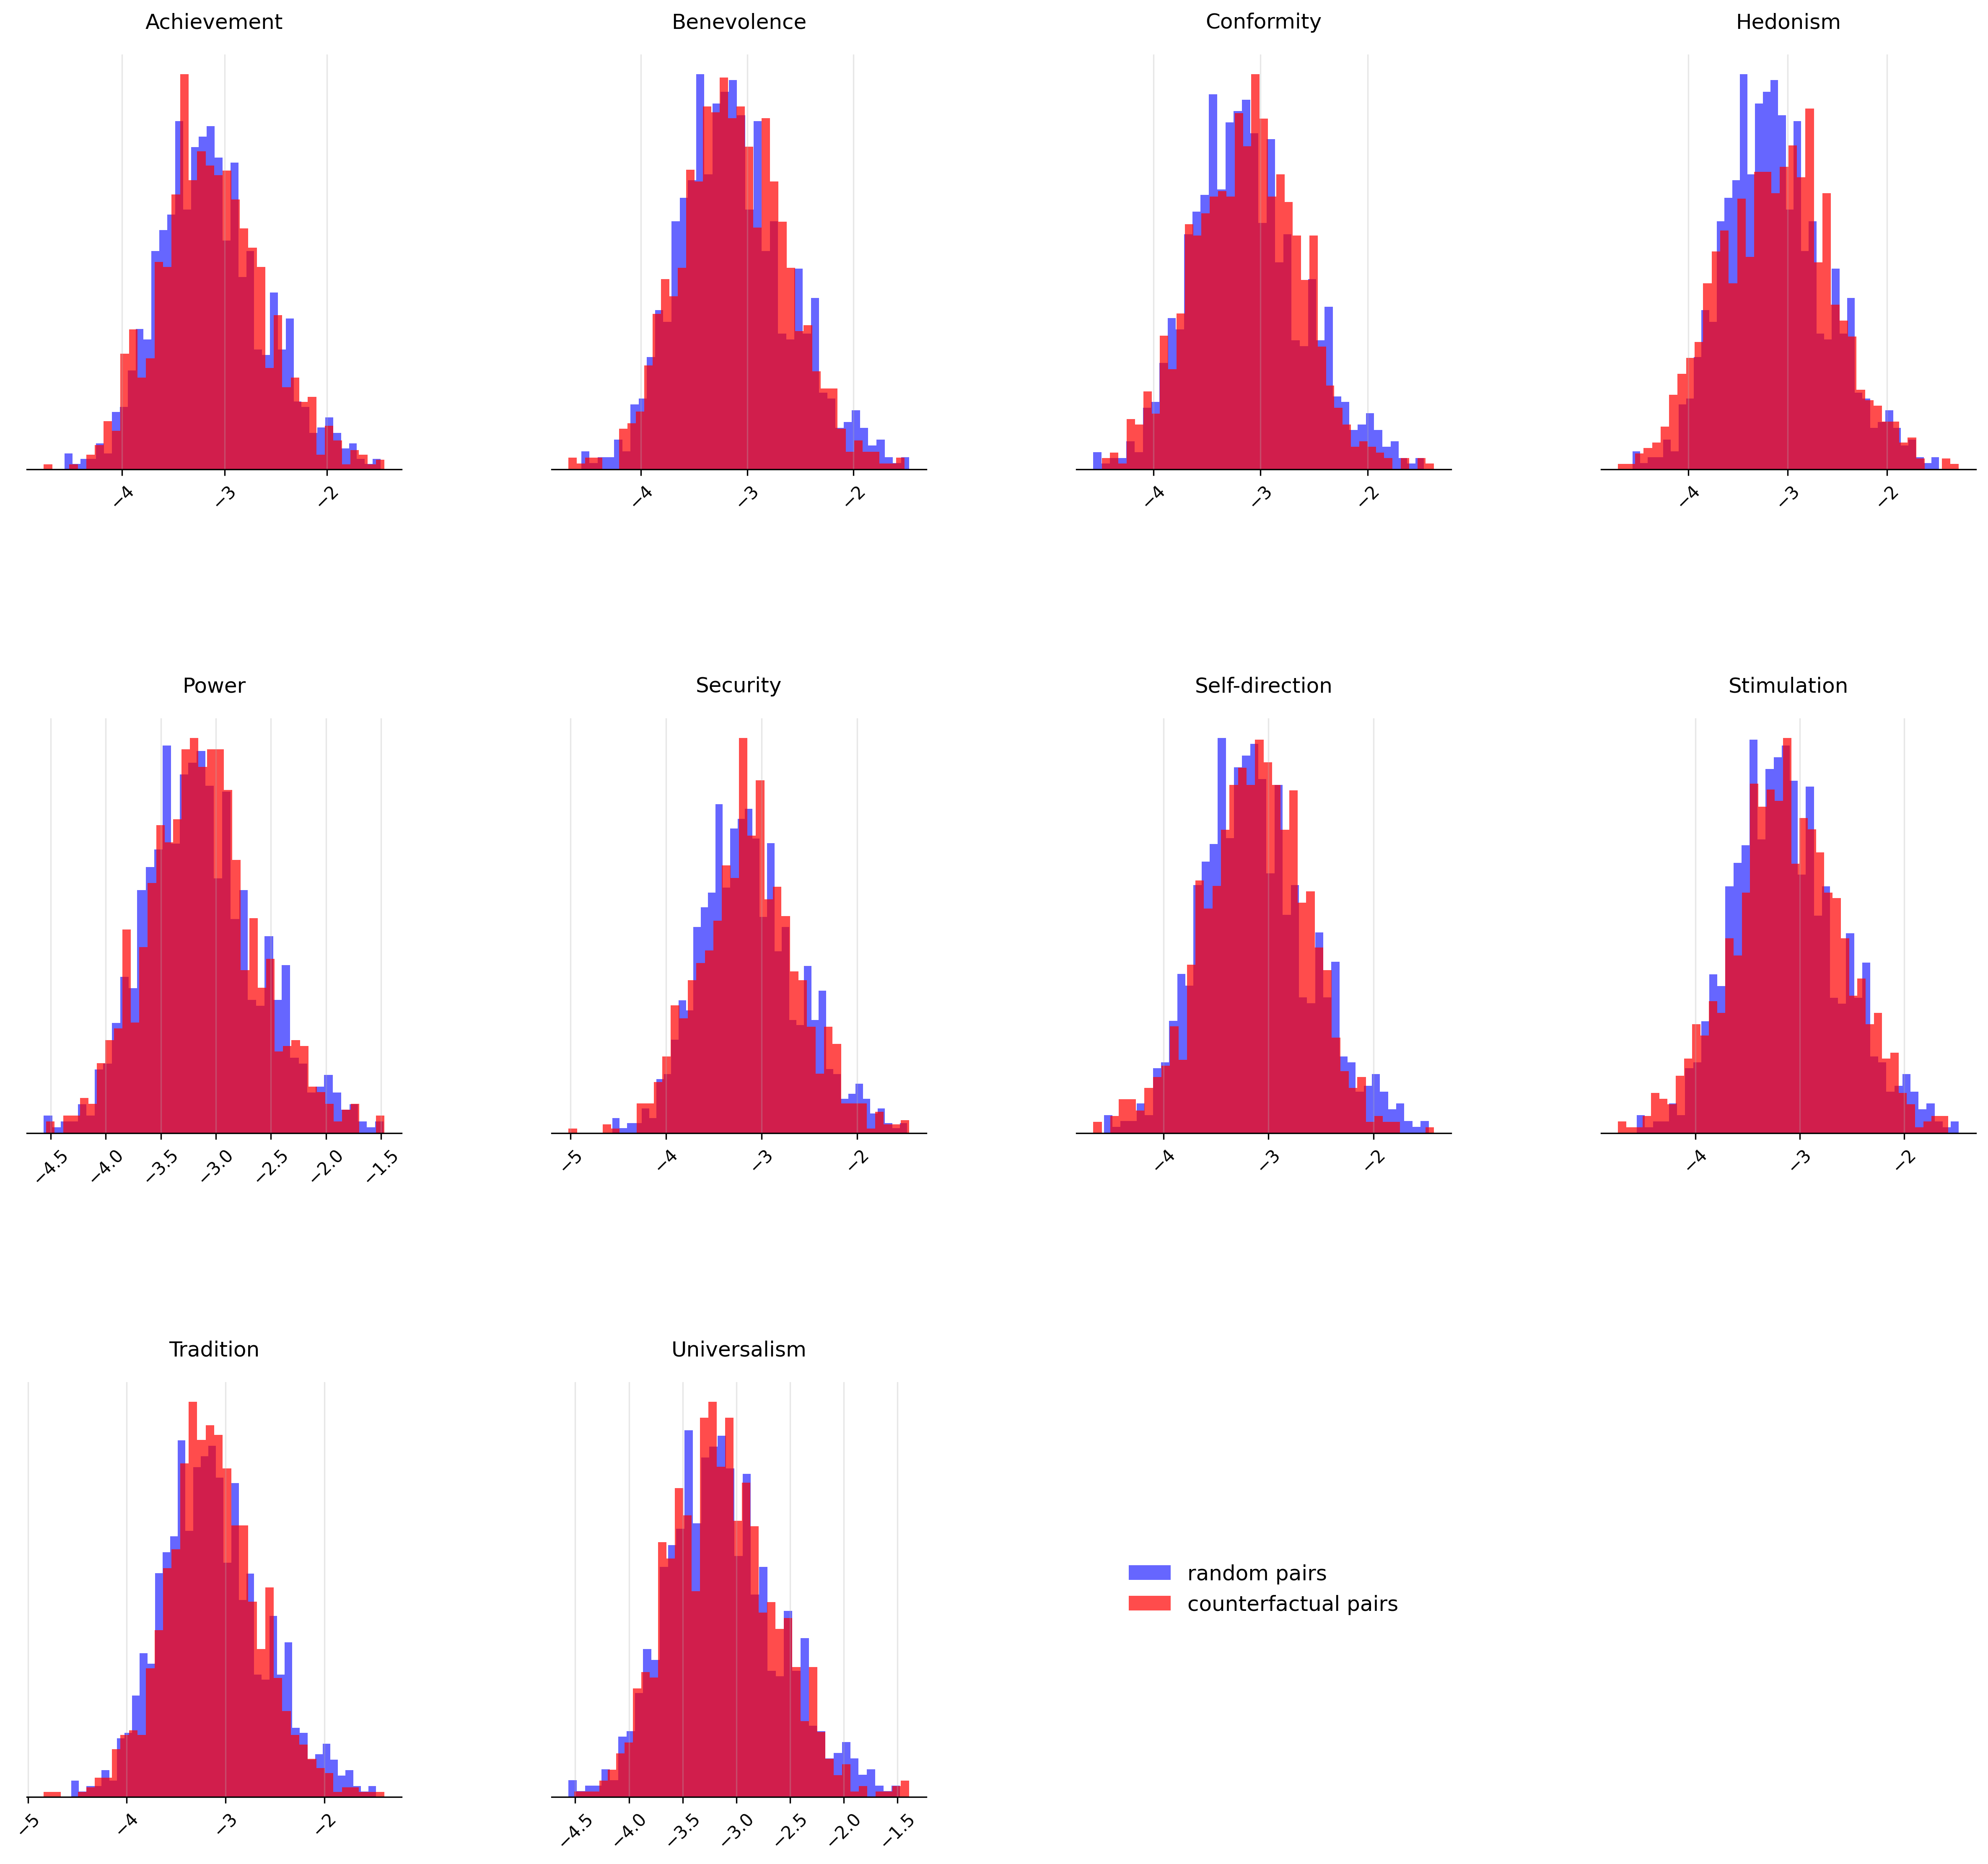 Achievement Benevolence Conformity Hedonism
−4 −3 −2 −4 −3 −2 −4 −3 −2 −4 −3 −2
Power Security Self-direction Stimulation
−4.5 −4.0 −3.5 −3.0 −2.5 −2.0 −1.5 −5 −4 −3 −2 −4 −3 −2 −4 −3 −2
Tradition Universalism
random pairs
counterfactual pairs
−5 −4 −3 −2 −4.5 −4.0 −3.5 −3.0 −2.5 −2.0 −1.5